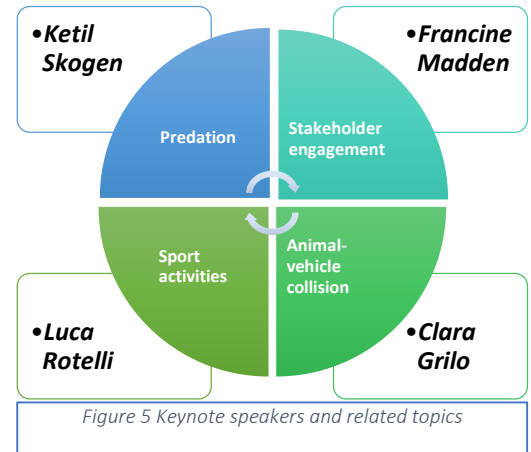 •Ketil
Skogen
•Francine
Madden
Predation
Stakeholder
engagement
Sport
activities
Animal-
vehicle
collision
•Luca
Rotelli
•Clara
Grilo
Figure 5 Keynote speakers and related topics